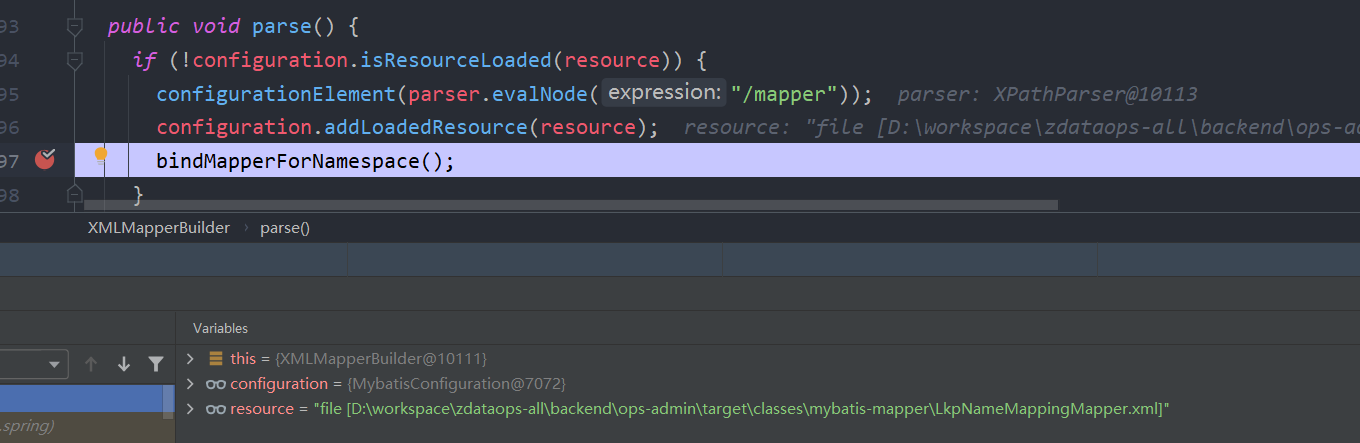 93 public void parse() {
94 if (!configuration.isResourceLoaded(resource)) {
95 configurationElement(parser.evalNode( expression: "/mapper")); parser: XPathParser@10113
96 configuration.addLoadedResource(resource); resource: "file [D:\workspace\zdataops-all\backend\ops-ad
97 bindMapperForNamespace();
98 }
XMLMapperBuilder › parse()
Variables
this = {XMLMapperBuilder@10111}
configuration = {MybatisConfiguration@7072}
resource = "file [D:\workspace\zdataops-all\backend\ops-admin\target\classes\mybatis-mapper\LkpNameMappingMapper.xml]"
.spring)